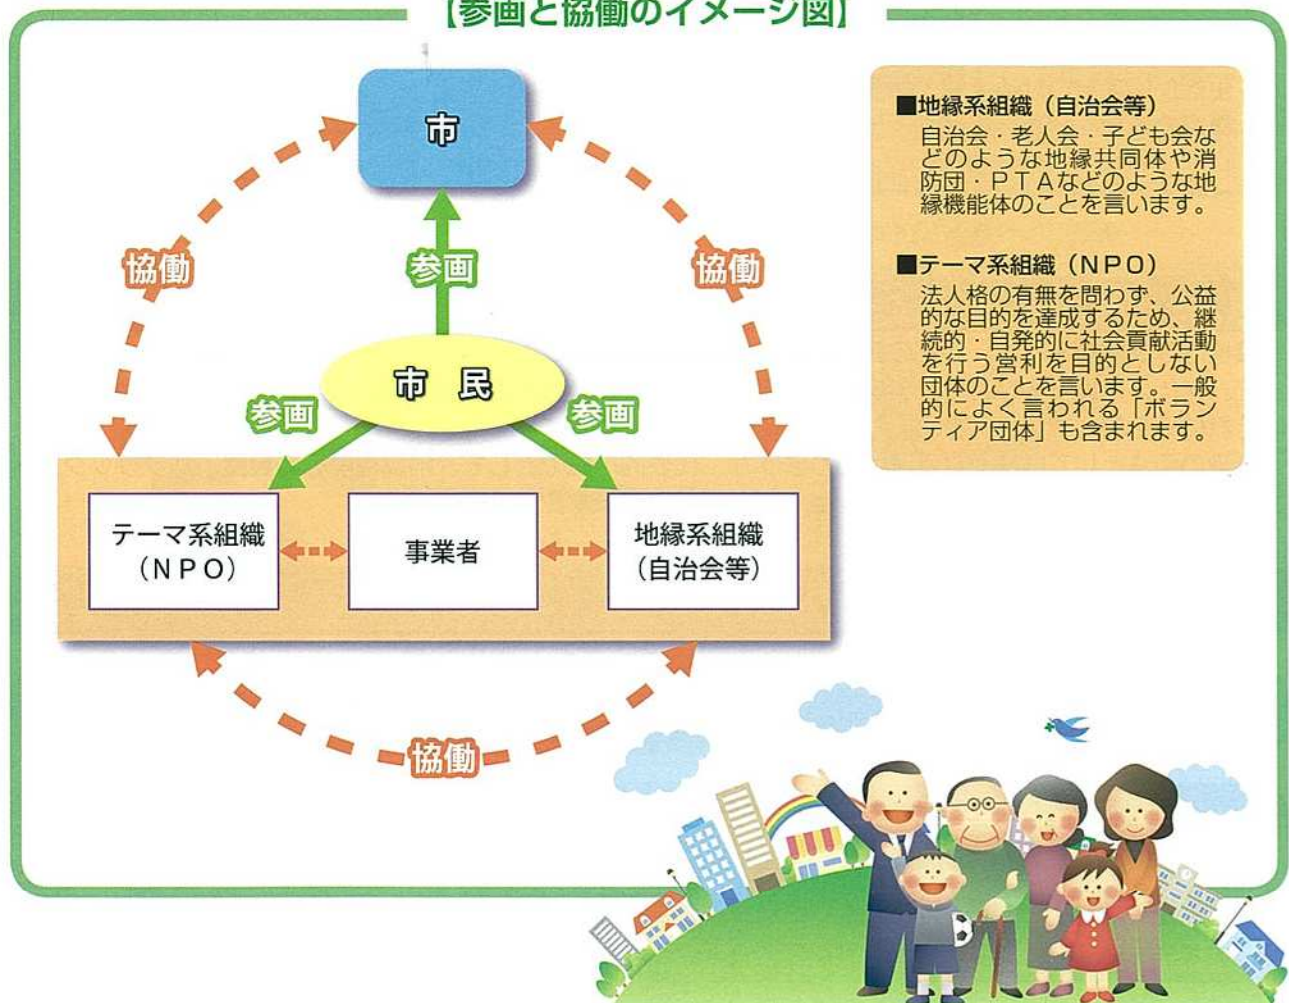 【参画と協働のイメージ図】
市
協働
参画
協働
市 民
参画
参画
テーマ系組織
(NPO)
事業者
地縁系組織
(自治会等)
協働
■地縁系組織(自治会等)
自治会・老人会・子ども会な
どのような地縁共同体や消
防団・PTAなどのような地
縁機能体のことを言います。
■テーマ系組織(NPO)
法人格の有無を問わず、公益
的な目的を達成するため、継
続的・自発的に社会貢献活動
を行う営利を目的としない
団体のことを言います。一般
的によく言われる「ボラン
ティア団体」も含まれます。